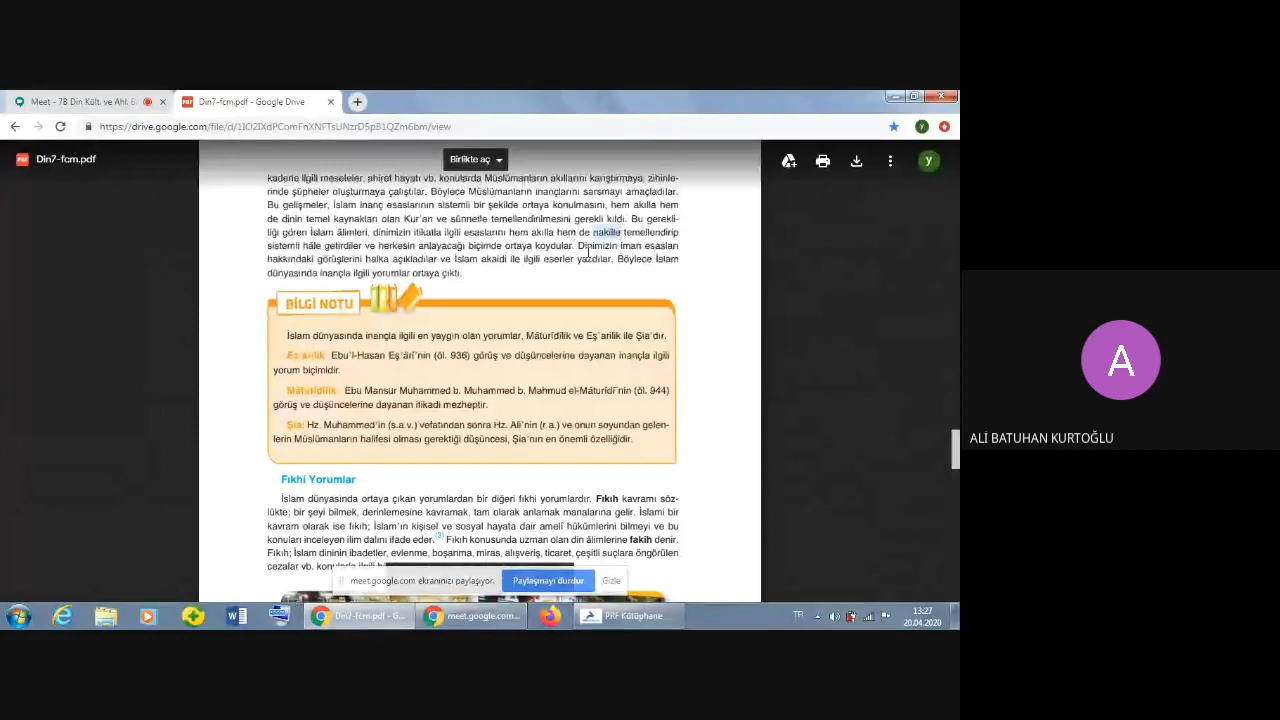 Meet - 7B Din Kült. ve Ahl. B
Din7-fcm.pdf - Google Drive
https://drive.google.com/file/d/
/view
Din7-fcm.pdf
Birlikte aç
y
kaderle ilgili meseleler, ahiret hayatı vb. konularda Müslümanların akıllarını karıştırmaya, zihinle-
rinde şüpheler oluşturmaya çalıştılar. Böylece Müslümanların inançlarını sarsmayı amaçladılar.
Bu gelişmeler, İslam inanç esaslarının sistemli bir şekilde ortaya konulmasını, hem akılla hem
de dinin temel kaynakları olan Kur'an ve sünnetle temellendirilmesini gerekli kıldı. Bu gerekli-
liği gören İslam âlimleri, dinimizin itikatla ilgili esaslarını hem akılla hem de nakille temellendirip
sistemli hâle getirdiler ve herkesin anlayacağı biçimde ortaya koydular. Dinimizin iman esasları
hakkındaki görüşlerini halka açıkladılar ve İslam akaidi ile ilgili eserler yazdılar. Böylece İslam
dünyasında inançla ilgili yorumlar ortaya çıktı.
BİLGİ NOTU
İslam dünyasında inançla ilgili en yaygın olan yorumlar, Mâturîdîlik ve Eş'arilik ile Şia'dır.
Eş'arilik Ebu'l-Hasan Eş'ârî'nin (öl. 936) görüş ve düşüncelerine dayanan inançla ilgili
yorum biçimidir.
Mâturîdîlik Ebu Mansur Muhammed b. Muhammed b. Mahmud el-Mâturîdî'nin (öl. 944)
görüş ve düşüncelerine dayanan itikadi mezheptir.
Şia: Hz. Muhammed'in (s.a.v.) vefatından sonra Hz. Ali'nin (r.a.) ve onun soyundan gelen-
lerin Müslümanların halifesi olması gerektiği düşüncesi, Şia'nın en önemli özelliğidir.
Fıkhi Yorumlar
İslam dünyasında ortaya çıkan yorumlardan bir diğeri fıkhi yorumlardır. Fıkıh kavramı söz-
lükte; bir şeyi bilmek, derinlemesine kavramak, tam olarak anlamak manalarına gelir. İslami bir
kavram olarak ise fıkıh; İslam'ın kişisel ve sosyal hayata dair amelî hükümlerini bilmeyi ve bu
konuları inceleyen ilim dalını ifade eder.(3) Fıkıh konusunda uzman olan din âlimlerine fakih denir.
Fıkıh; İslam dininin ibadetler, evlenme, boşanma, miras, alışveriş, ticaret, çeşitli suçlara öngörülen
cezalar vb.
meet.google.com ekranınızı paylaşıyor. Paylaşmayı durdur Gizle
Din7-fcm.pdf - G...
meet.google.com...
PRF Kütüphane
TR
13:27
20.04.2020
A
ALİ BATUHAN KURTOĞLU